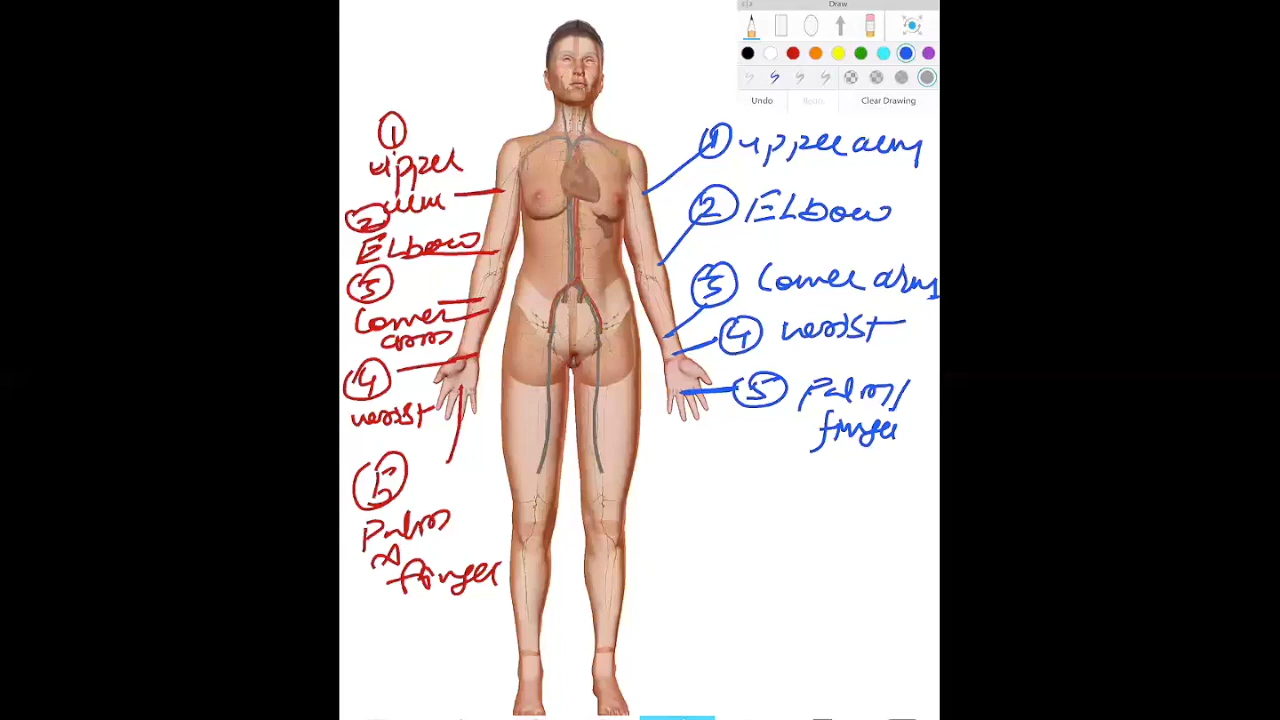 Draw
Undo
Redo
Clear Drawing
1
upper
arm
2
Elbow
3
Lower
arm
4
wrist
5
Palm
&
finger
1 upper arm
2 Elbow
3 Lower arm
4 wrist
5 Palm/
finger